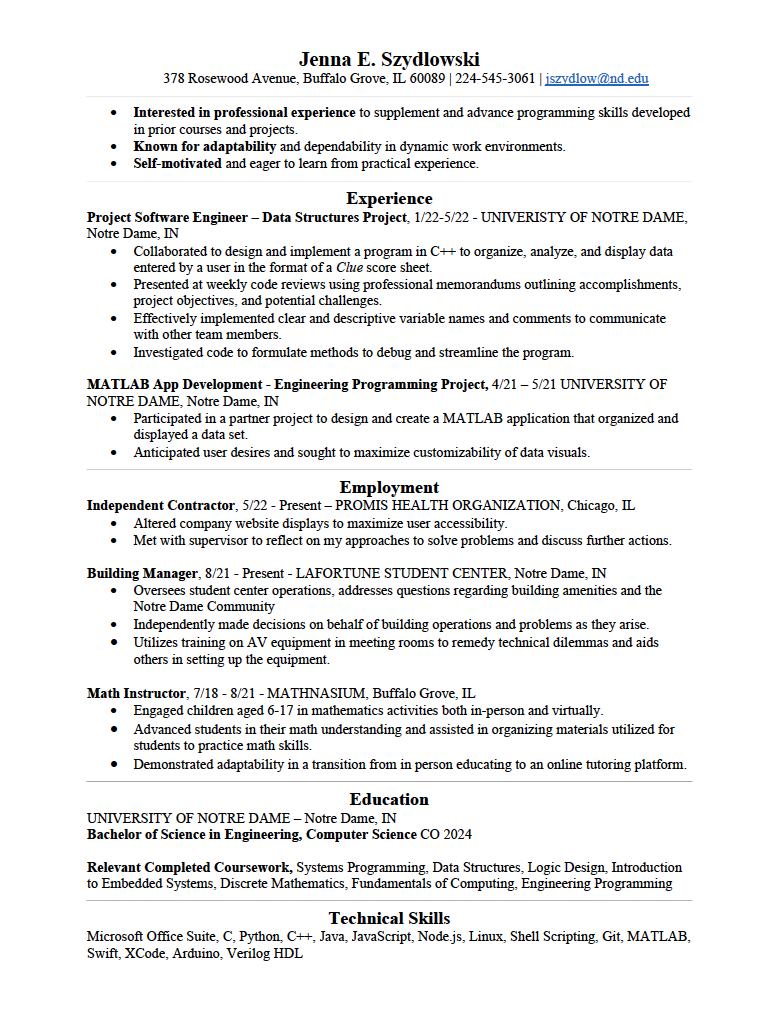 Jenna E. Szydlowski
378 Rosewood Avenue, Buffalo Grove, IL 60089 | 224-545-3061 | jszydlow@nd.edu
• Interested in professional experience to supplement and advance programming skills developed
in prior courses and projects.
• Known for adaptability and dependability in dynamic work environments.
• Self-motivated and eager to learn from practical experience.
Experience
Project Software Engineer – Data Structures Project, 1/22-5/22 - UNIVERISTY OF NOTRE DAME,
Notre Dame, IN
• Collaborated to design and implement a program in C++ to organize, analyze, and display data
entered by a user in the format of a Clue score sheet.
• Presented at weekly code reviews using professional memorandums outlining accomplishments,
project objectives, and potential challenges.
• Effectively implemented clear and descriptive variable names and comments to communicate
with other team members.
• Investigated code to formulate methods to debug and streamline the program.
MATLAB App Development - Engineering Programming Project, 4/21 – 5/21 UNIVERSITY OF
NOTRE DAME, Notre Dame, IN
• Participated in a partner project to design and create a MATLAB application that organized and
displayed a data set.
• Anticipated user desires and sought to maximize customizability of data visuals.
Employment
Independent Contractor, 5/22 - Present – PROMIS HEALTH ORGANIZATION, Chicago, IL
• Altered company website displays to maximize user accessibility.
• Met with supervisor to reflect on my approaches to solve problems and discuss further actions.
Building Manager, 8/21 - Present - LAFORTUNE STUDENT CENTER, Notre Dame, IN
• Oversees student center operations, addresses questions regarding building amenities and the
Notre Dame Community
• Independently made decisions on behalf of building operations and problems as they arise.
• Utilizes training on AV equipment in meeting rooms to remedy technical dilemmas and aids
others in setting up the equipment.
Math Instructor, 7/18 - 8/21 - MATHNASIUM, Buffalo Grove, IL
• Engaged children aged 6-17 in mathematics activities both in-person and virtually.
• Advanced students in their math understanding and assisted in organizing materials utilized for
students to practice math skills.
• Demonstrated adaptability in a transition from in person educating to an online tutoring platform.
Education
UNIVERSITY OF NOTRE DAME – Notre Dame, IN
Bachelor of Science in Engineering, Computer Science CO 2024
Relevant Completed Coursework, Systems Programming, Data Structures, Logic Design, Introduction
to Embedded Systems, Discrete Mathematics, Fundamentals of Computing, Engineering Programming
Technical Skills
Microsoft Office Suite, C, Python, C++, Java, JavaScript, Node.js, Linux, Shell Scripting, Git, MATLAB,
Swift, XCode, Arduino, Verilog HDL